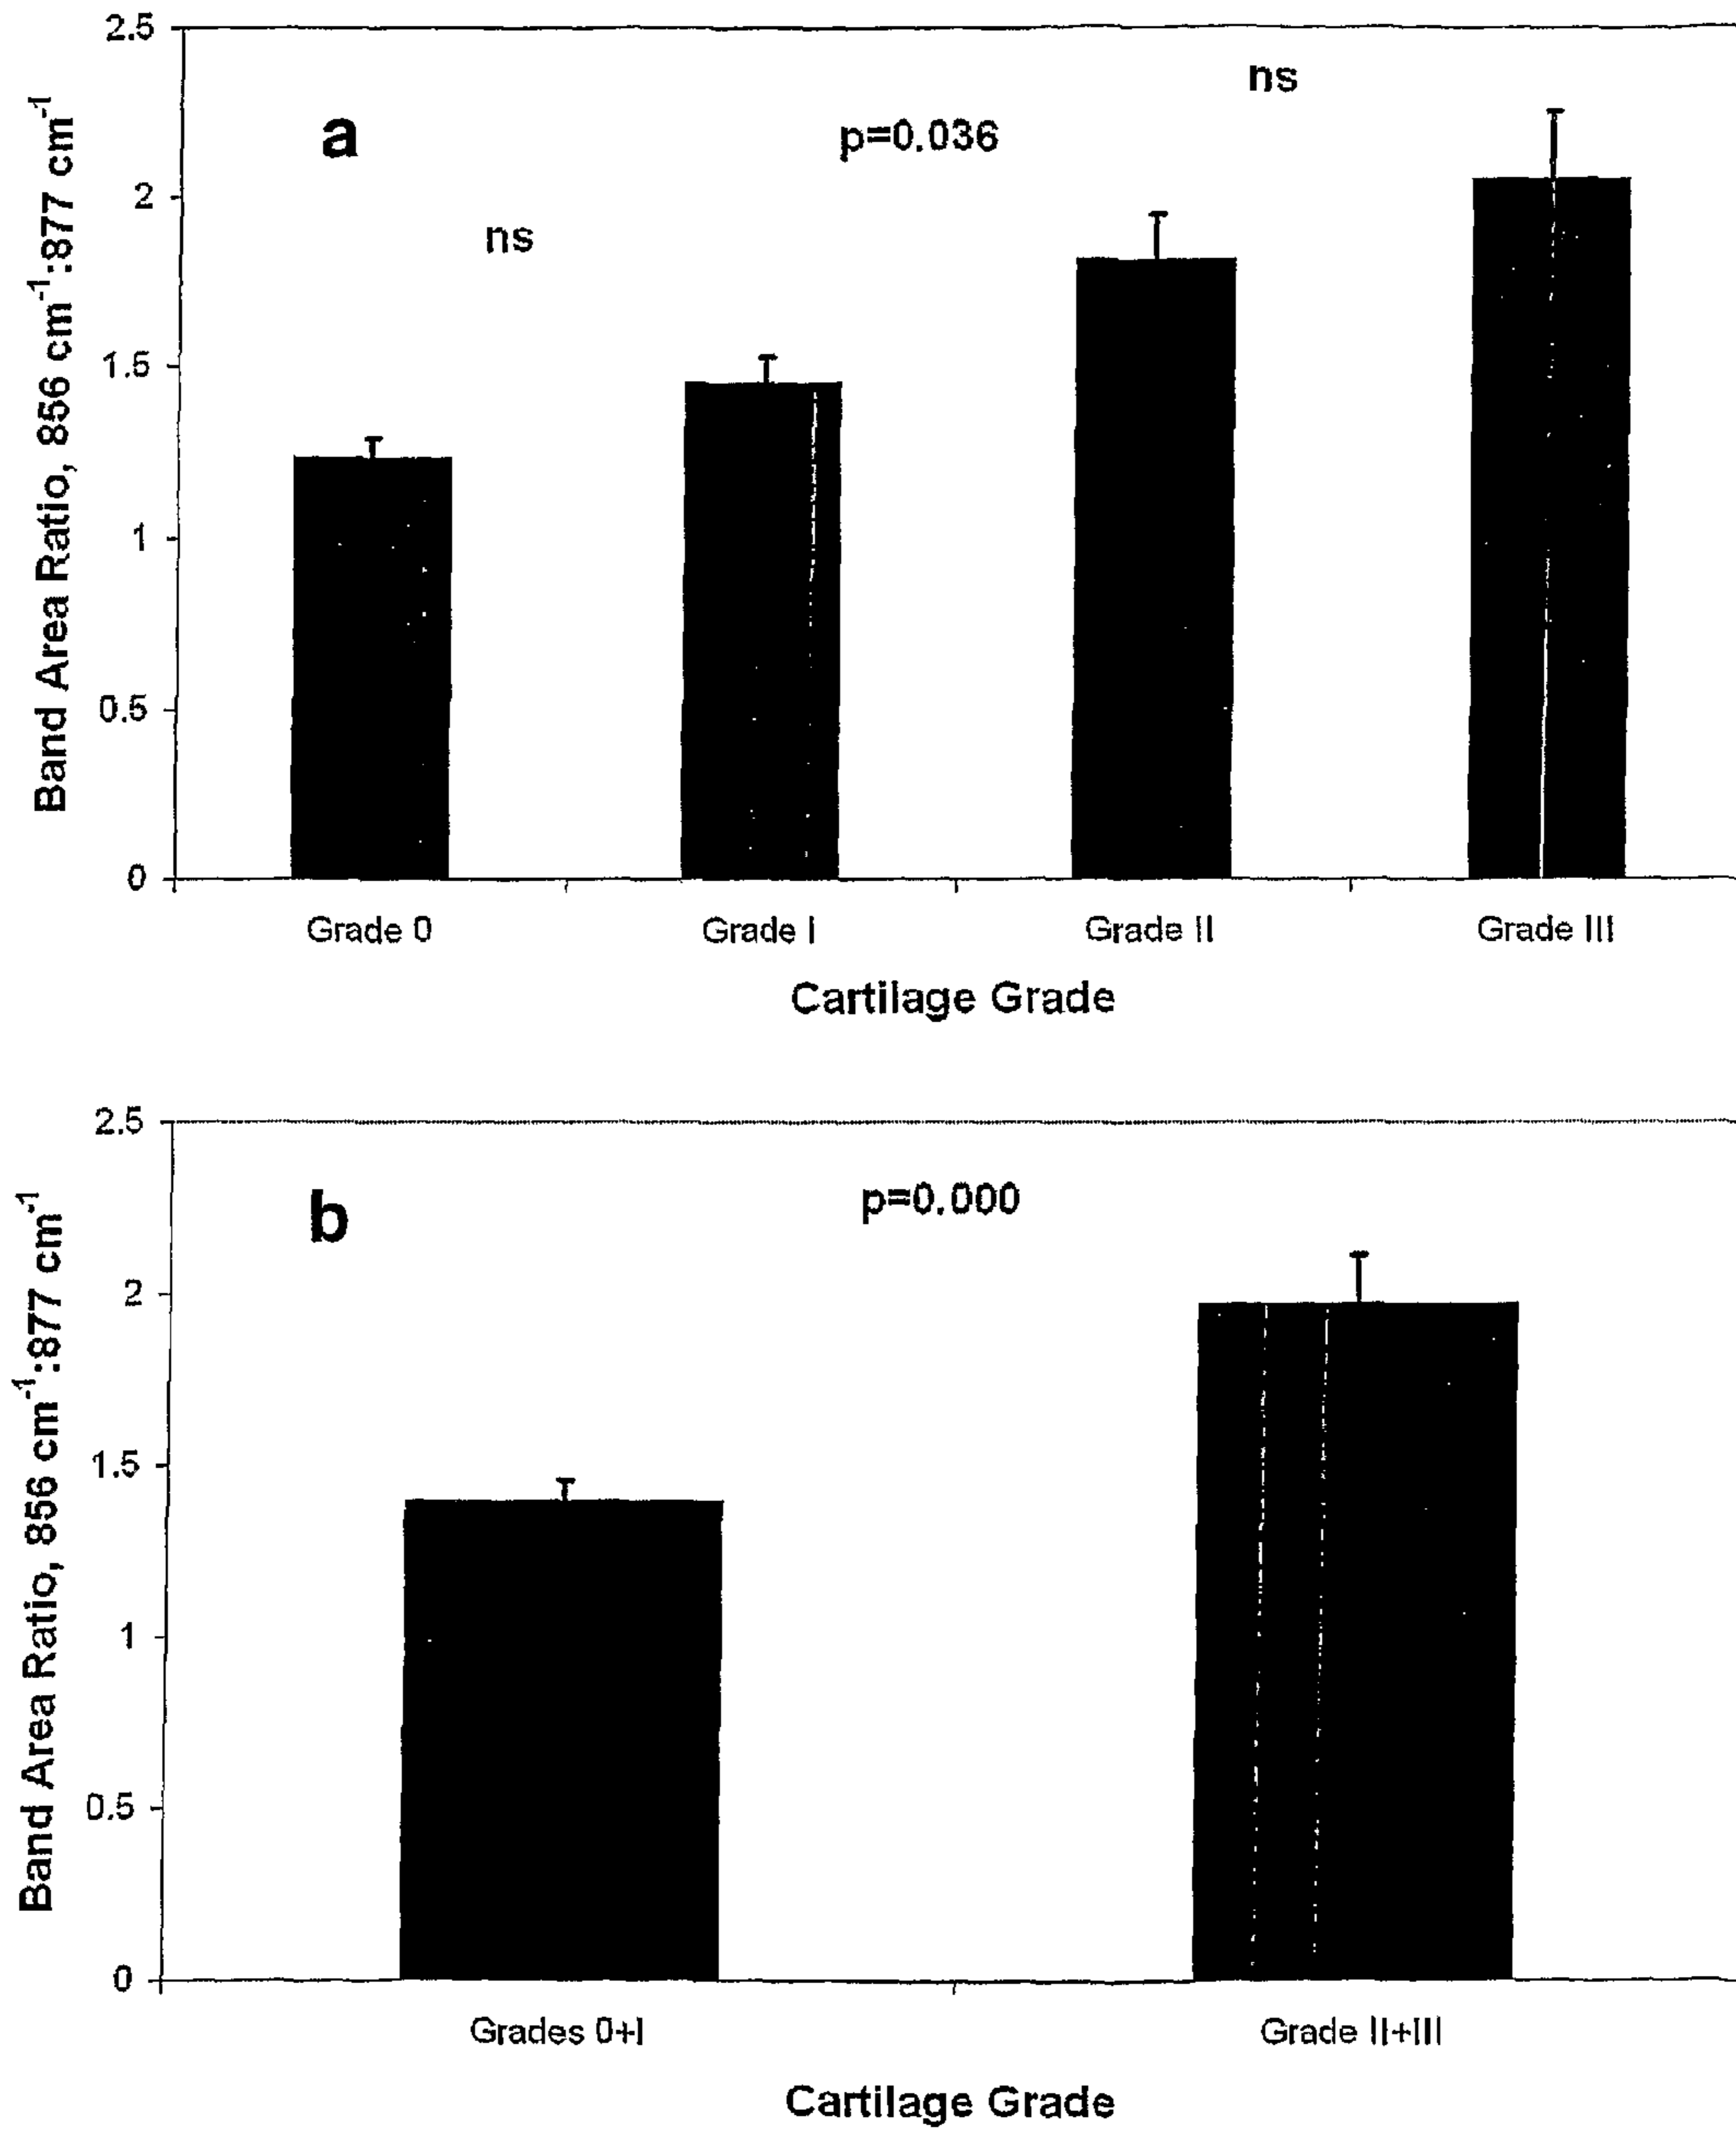 2.5
2
1.5
1
0.5
0
Band Area Ratio, 856 cm⁻¹:877 cm⁻¹
a
ns
p=0.036
ns
Grade 0
Grade I
Grade II
Grade III
Cartilage Grade
2.5
2
1.5
1
0.5
0
Band Area Ratio, 856 cm⁻¹:877 cm⁻¹
b
p=0.000
Grades 0+I
Grade II+III
Cartilage Grade